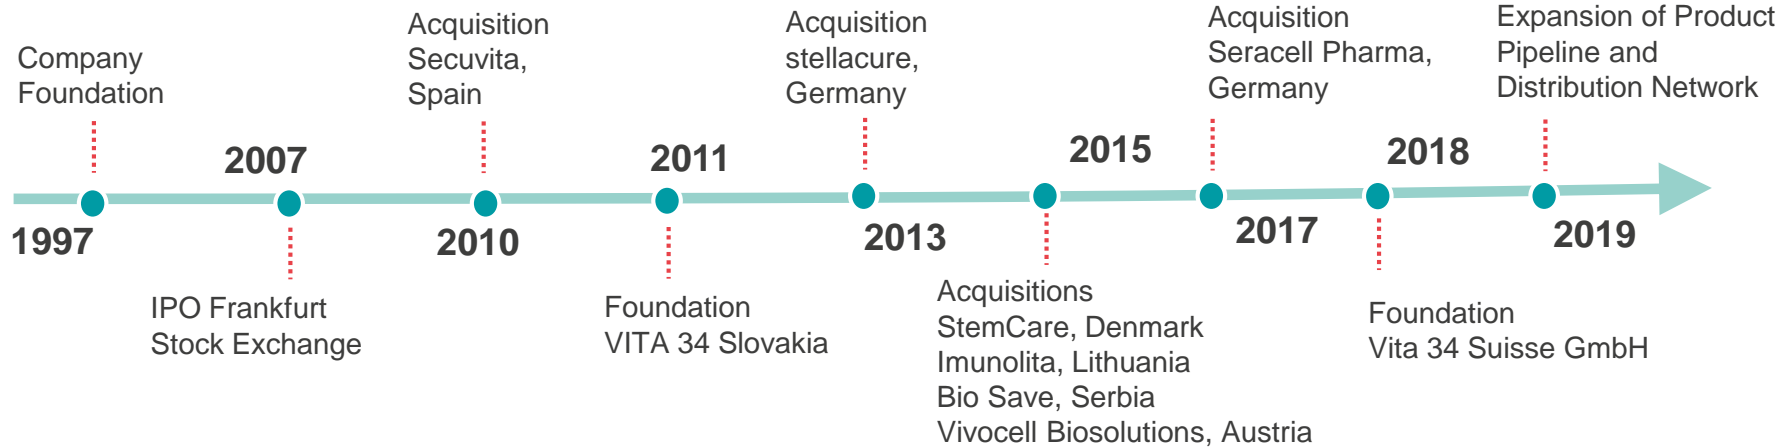 Company
Foundation
1997
2007
IPO Frankfurt
Stock Exchange
Acquisition
Secuvita,
Spain
2010
2011
Foundation
VITA 34 Slovakia
Acquisition
stellacure,
Germany
2013
2015
Acquisitions
StemCare, Denmark
Imunolita, Lithuania
Bio Save, Serbia
Vivocell Biosolutions, Austria
Acquisition
Seracell Pharma,
Germany
2017
2018
Foundation
Vita 34 Suisse GmbH
Expansion of Product
Pipeline and
Distribution Network
2019